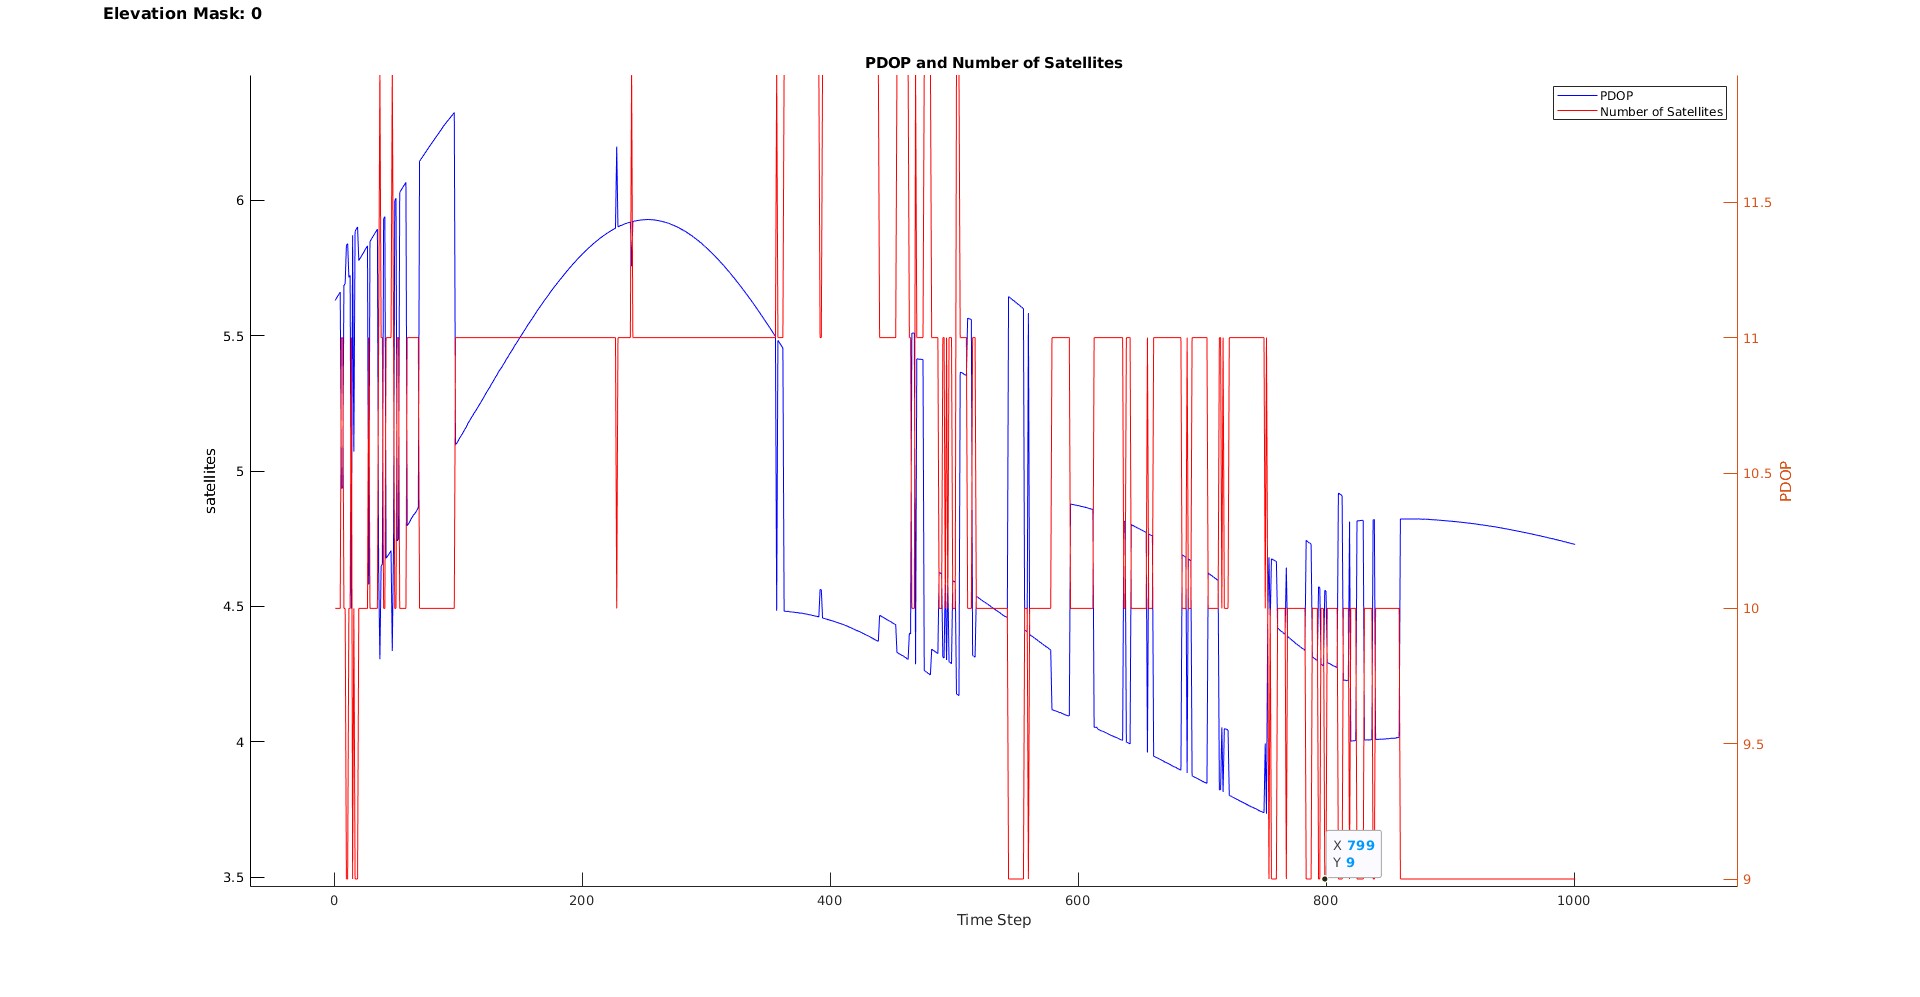 Elevation Mask: 0
PDOP and Number of Satellites
PDOP
Number of Satellites
6
5.5
5
4.5
4
3.5
satellites
11.5
11
10.5
10
9.5
9
PDOP
X 799
Y 9
0
200
400
600
800
1000
Time Step